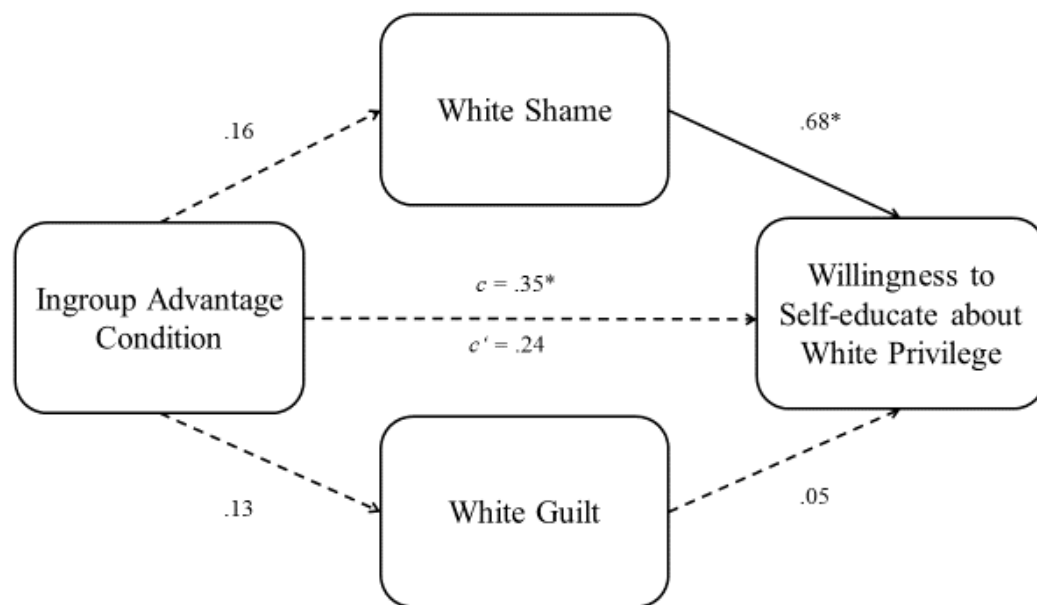 White Shame
.16
.68*
Ingroup Advantage
Condition
c = .35*
c' = .24
Willingness to
Self-educate about
White Privilege
.13
White Guilt
.05